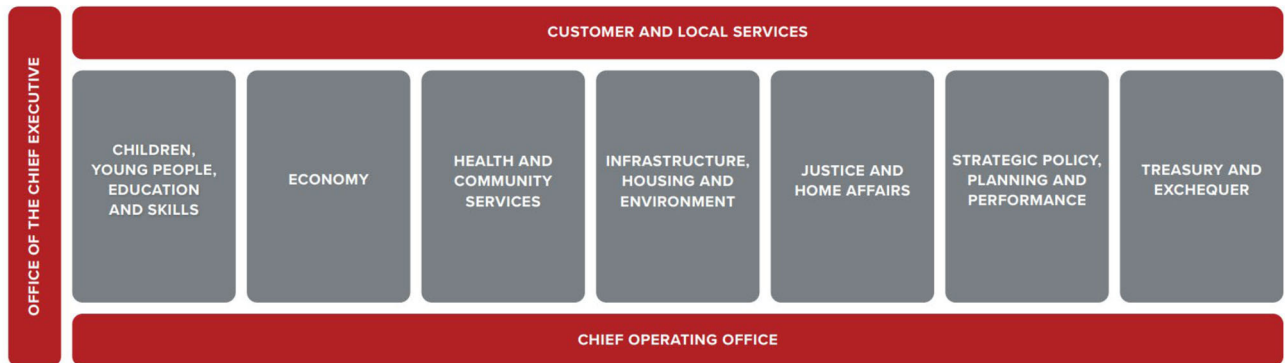 OFFICE OF THE CHIEF EXECUTIVE
CUSTOMER AND LOCAL SERVICES
CHILDREN,
YOUNG PEOPLE,
EDUCATION
AND SKILLS
ECONOMY
HEALTH AND
COMMUNITY
SERVICES
INFRASTRUCTURE,
HOUSING AND
ENVIRONMENT
JUSTICE AND
HOME AFFAIRS
STRATEGIC POLICY,
PLANNING AND
PERFORMANCE
TREASURY AND
EXCHEQUER
CHIEF OPERATING OFFICE